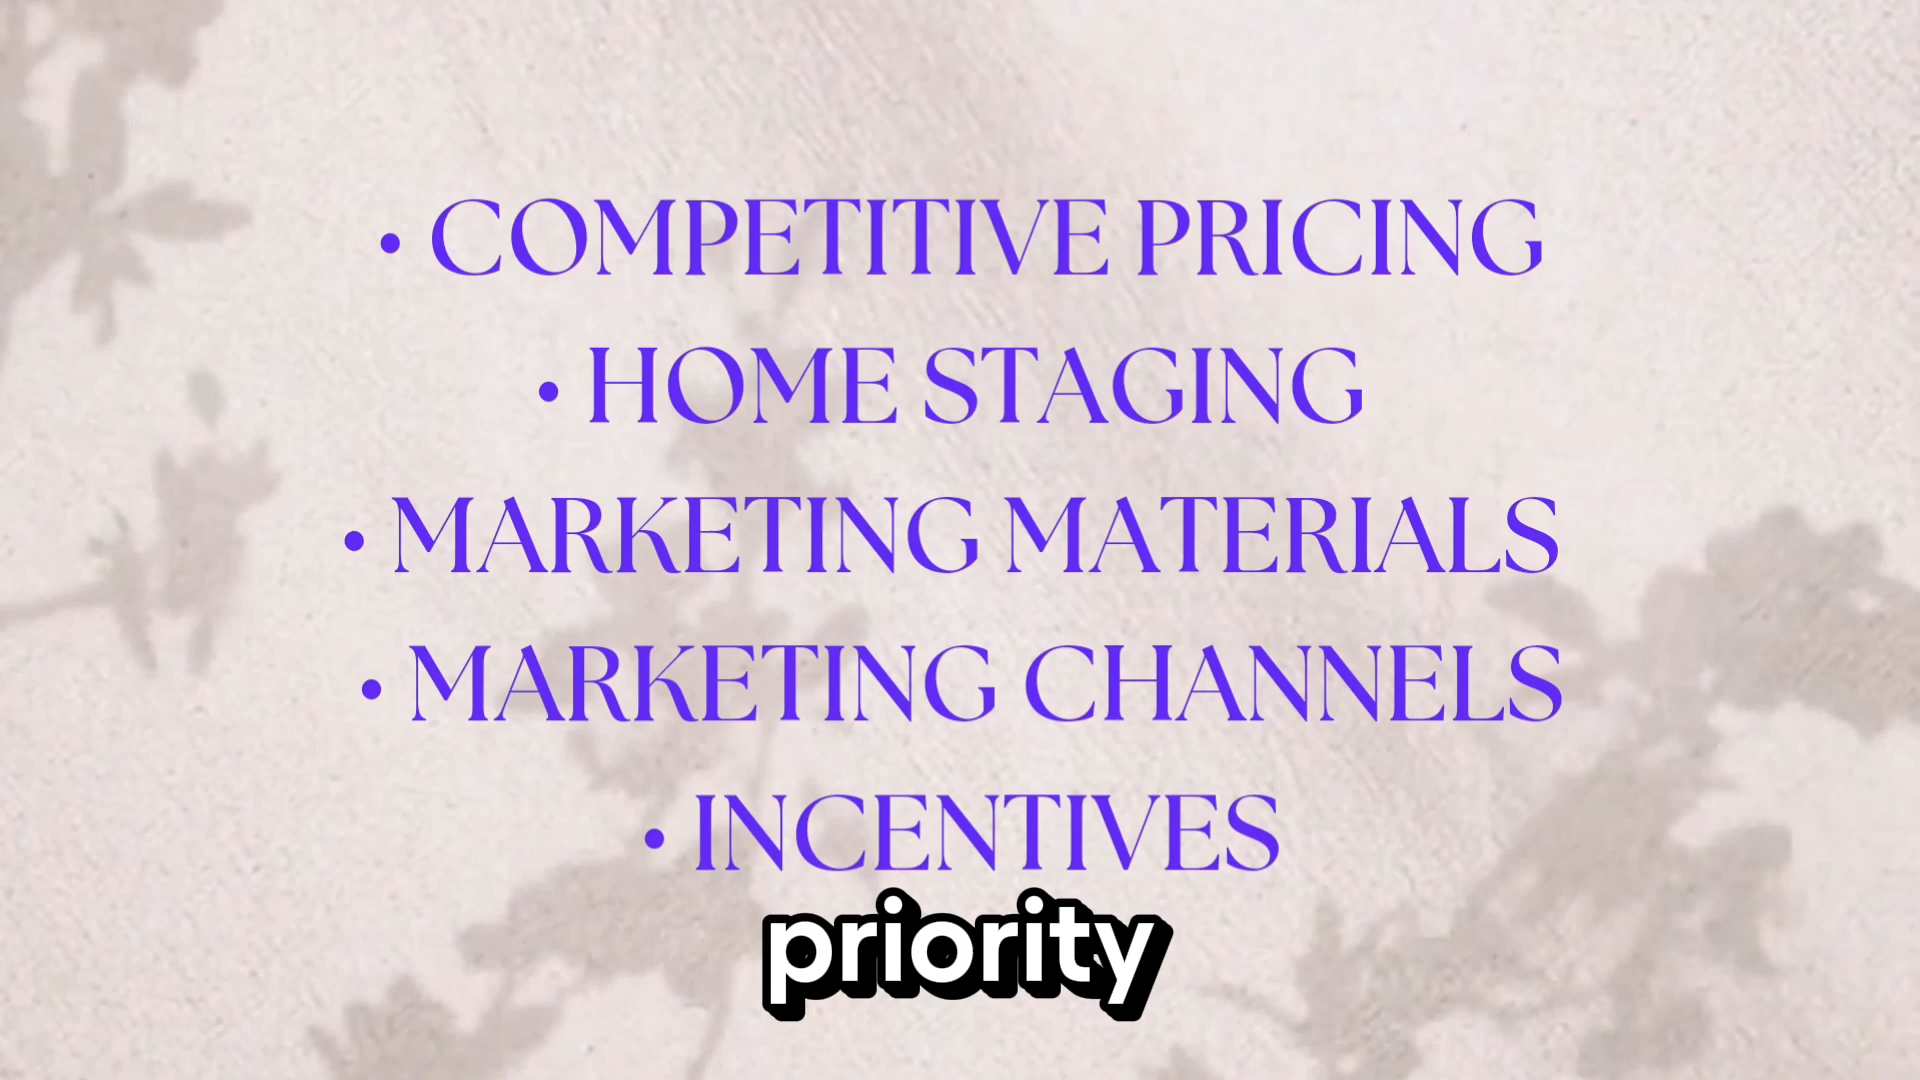 • COMPETITIVE PRICING
• HOME STAGING
• MARKETING MATERIALS
• MARKETING CHANNELS
• INCENTIVES
priority